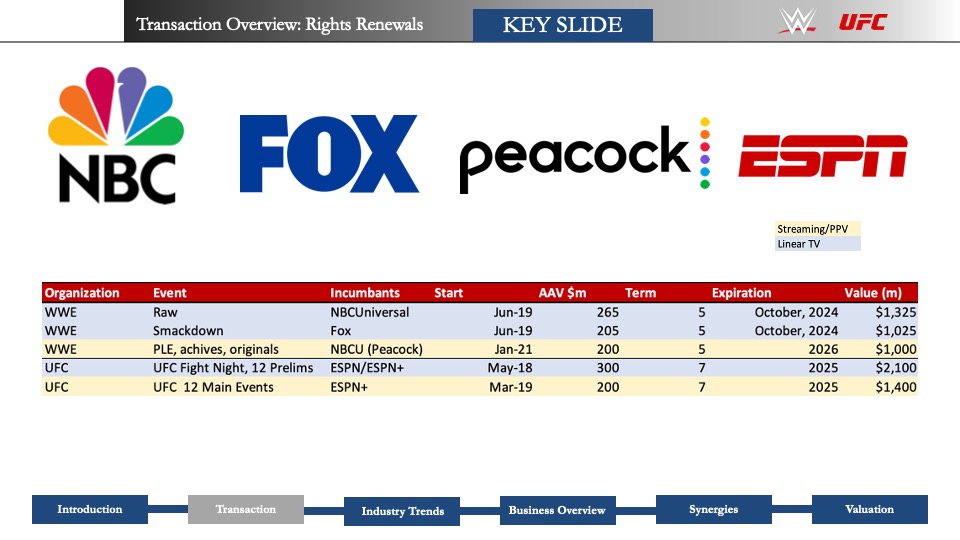 Transaction Overview: Rights Renewals
KEY SLIDE
W
UFC
NBC
FOX
peacock
ESPN
Streaming/PPV
Linear TV
Organization Event Incumbants Start AAV $m Term Expiration Value (m)
WWE Raw NBCUniversal Jun-19 265 5 October, 2024 $1,325
WWE Smackdown Fox Jun-19 205 5 October, 2024 $1,025
WWE PLE, achives, originals NBCU (Peacock) Jan-21 200 5 2026 $1,000
UFC UFC Fight Night, 12 Prelims ESPN/ESPN+ May-18 300 7 2025 $2,100
UFC UFC 12 Main Events ESPN+ Mar-19 200 7 2025 $1,400
Introduction
Transaction
Industry Trends
Business Overview
Synergies
Valuation